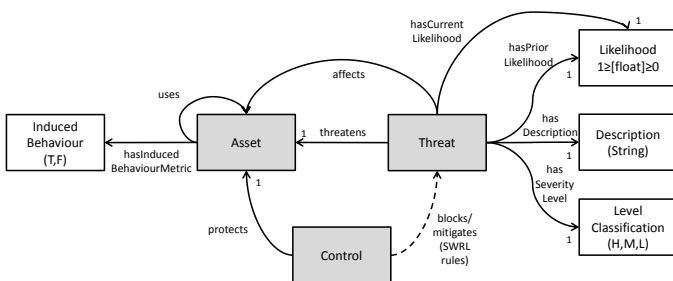 hasCurrent
Likelihood
1
hasPrior
Likelihood
1
Likelihood
1≥[float]≥0
affects
uses
Induced
Behaviour
(T,F)
hasInduced
BehaviourMetric
Asset
1
threatens
Threat
has
Description
1
Description
(String)
has
Severity
Level
1
Level
Classification
(H,M,L)
1
protects
Control
blocks/
mitigates
(SWRL
rules)